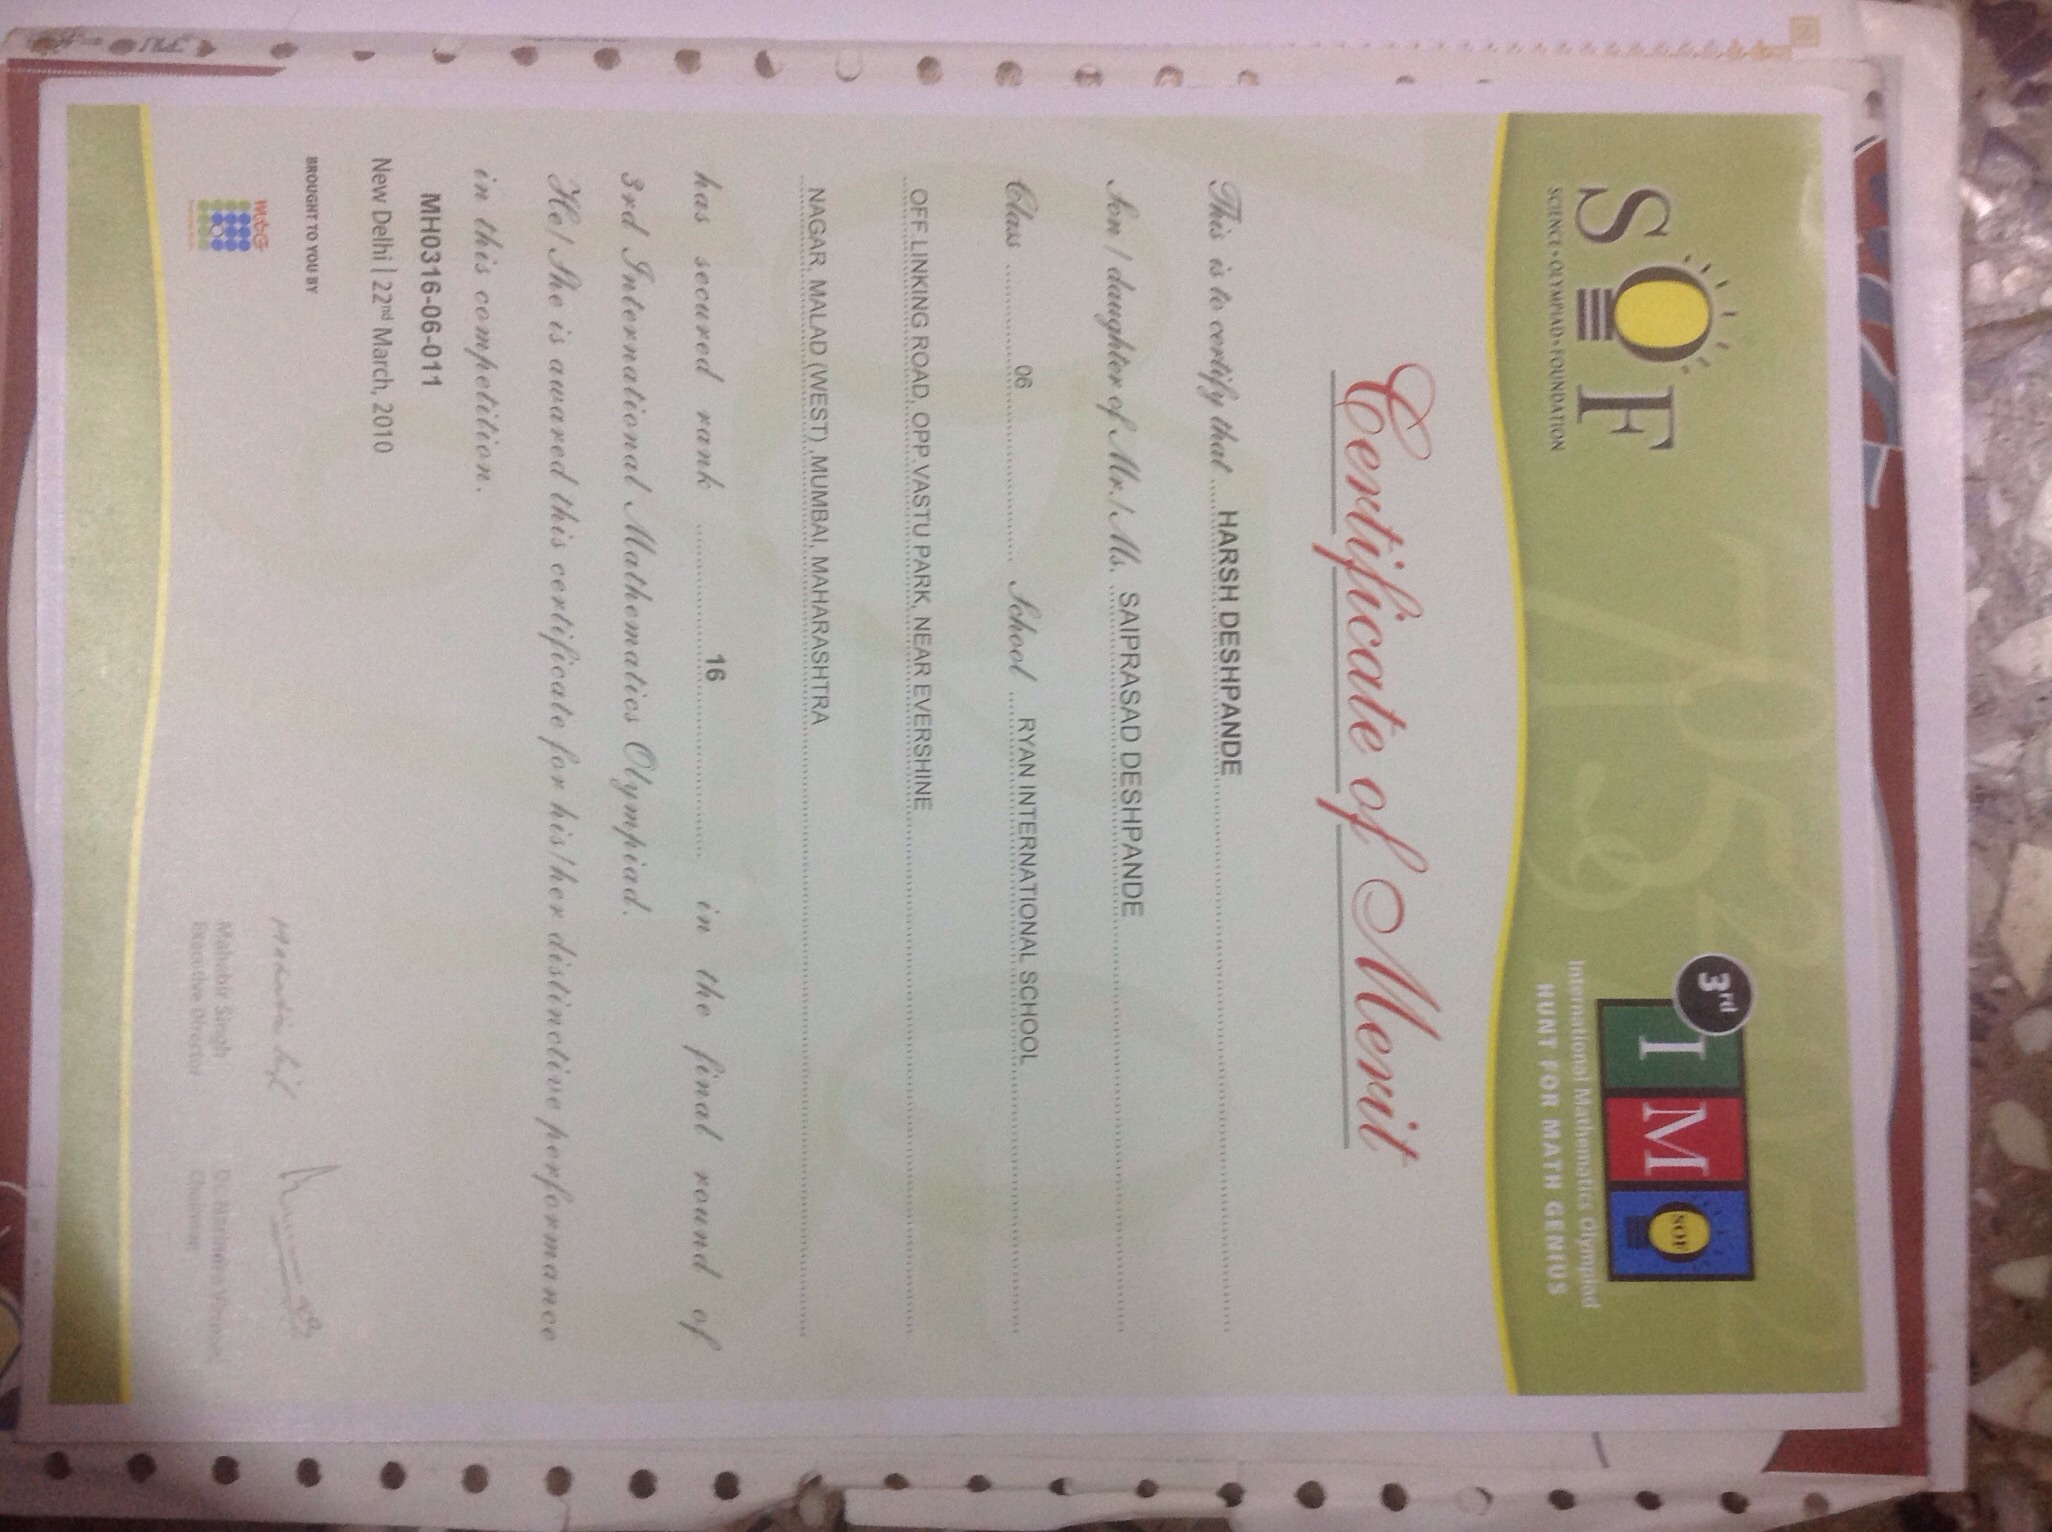 SOF
SCIENCE • OLYMPIAD • FOUNDATION
3rd
IM
SOF
International Mathematics Olympiad
HUNT FOR MATH GENIUS
Certificate of Merit
This is to certify that HARSH DESHPANDE
Son / daughter of Mr./Ms. SAIPRASAD DESHPANDE
Class 06 School RYAN INTERNATIONAL SCHOOL
OFF.LINKING ROAD, OPP.VASTU PARK, NEAR EVERSHINE
NAGAR, MALAD (WEST) ,MUMBAI, MAHARASHTRA
has secured rank 16 in the final round of
3rd International Mathematics Olympiad.
He/ She is awared this certificate for his/her distinctive performance
in this competition.
MH0316-06-011
New Delhi | 22nd March, 2010
BROUGHT TO YOU BY
mtG
Mahabir Singh
Mahabir Singh
Executive Director
Dr. Narindra
Chairman